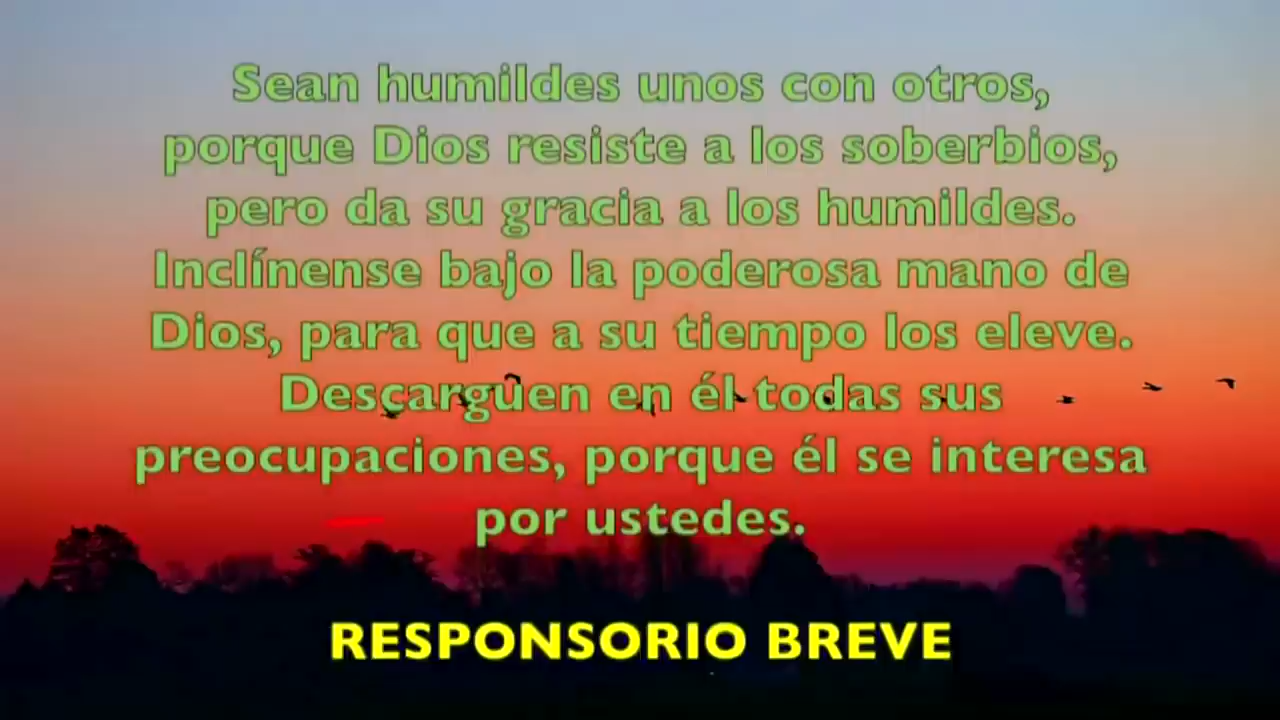 Sean humildes unos con otros,
porque Dios resiste a los soberbios,
pero da su gracia a los humildes.
Inclínense bajo la poderosa mano de
Dios, para que a su tiempo los eleve.
Descarguen en él todas sus
preocupaciones, porque él se interesa
por ustedes.
RESPONSORIO BREVE